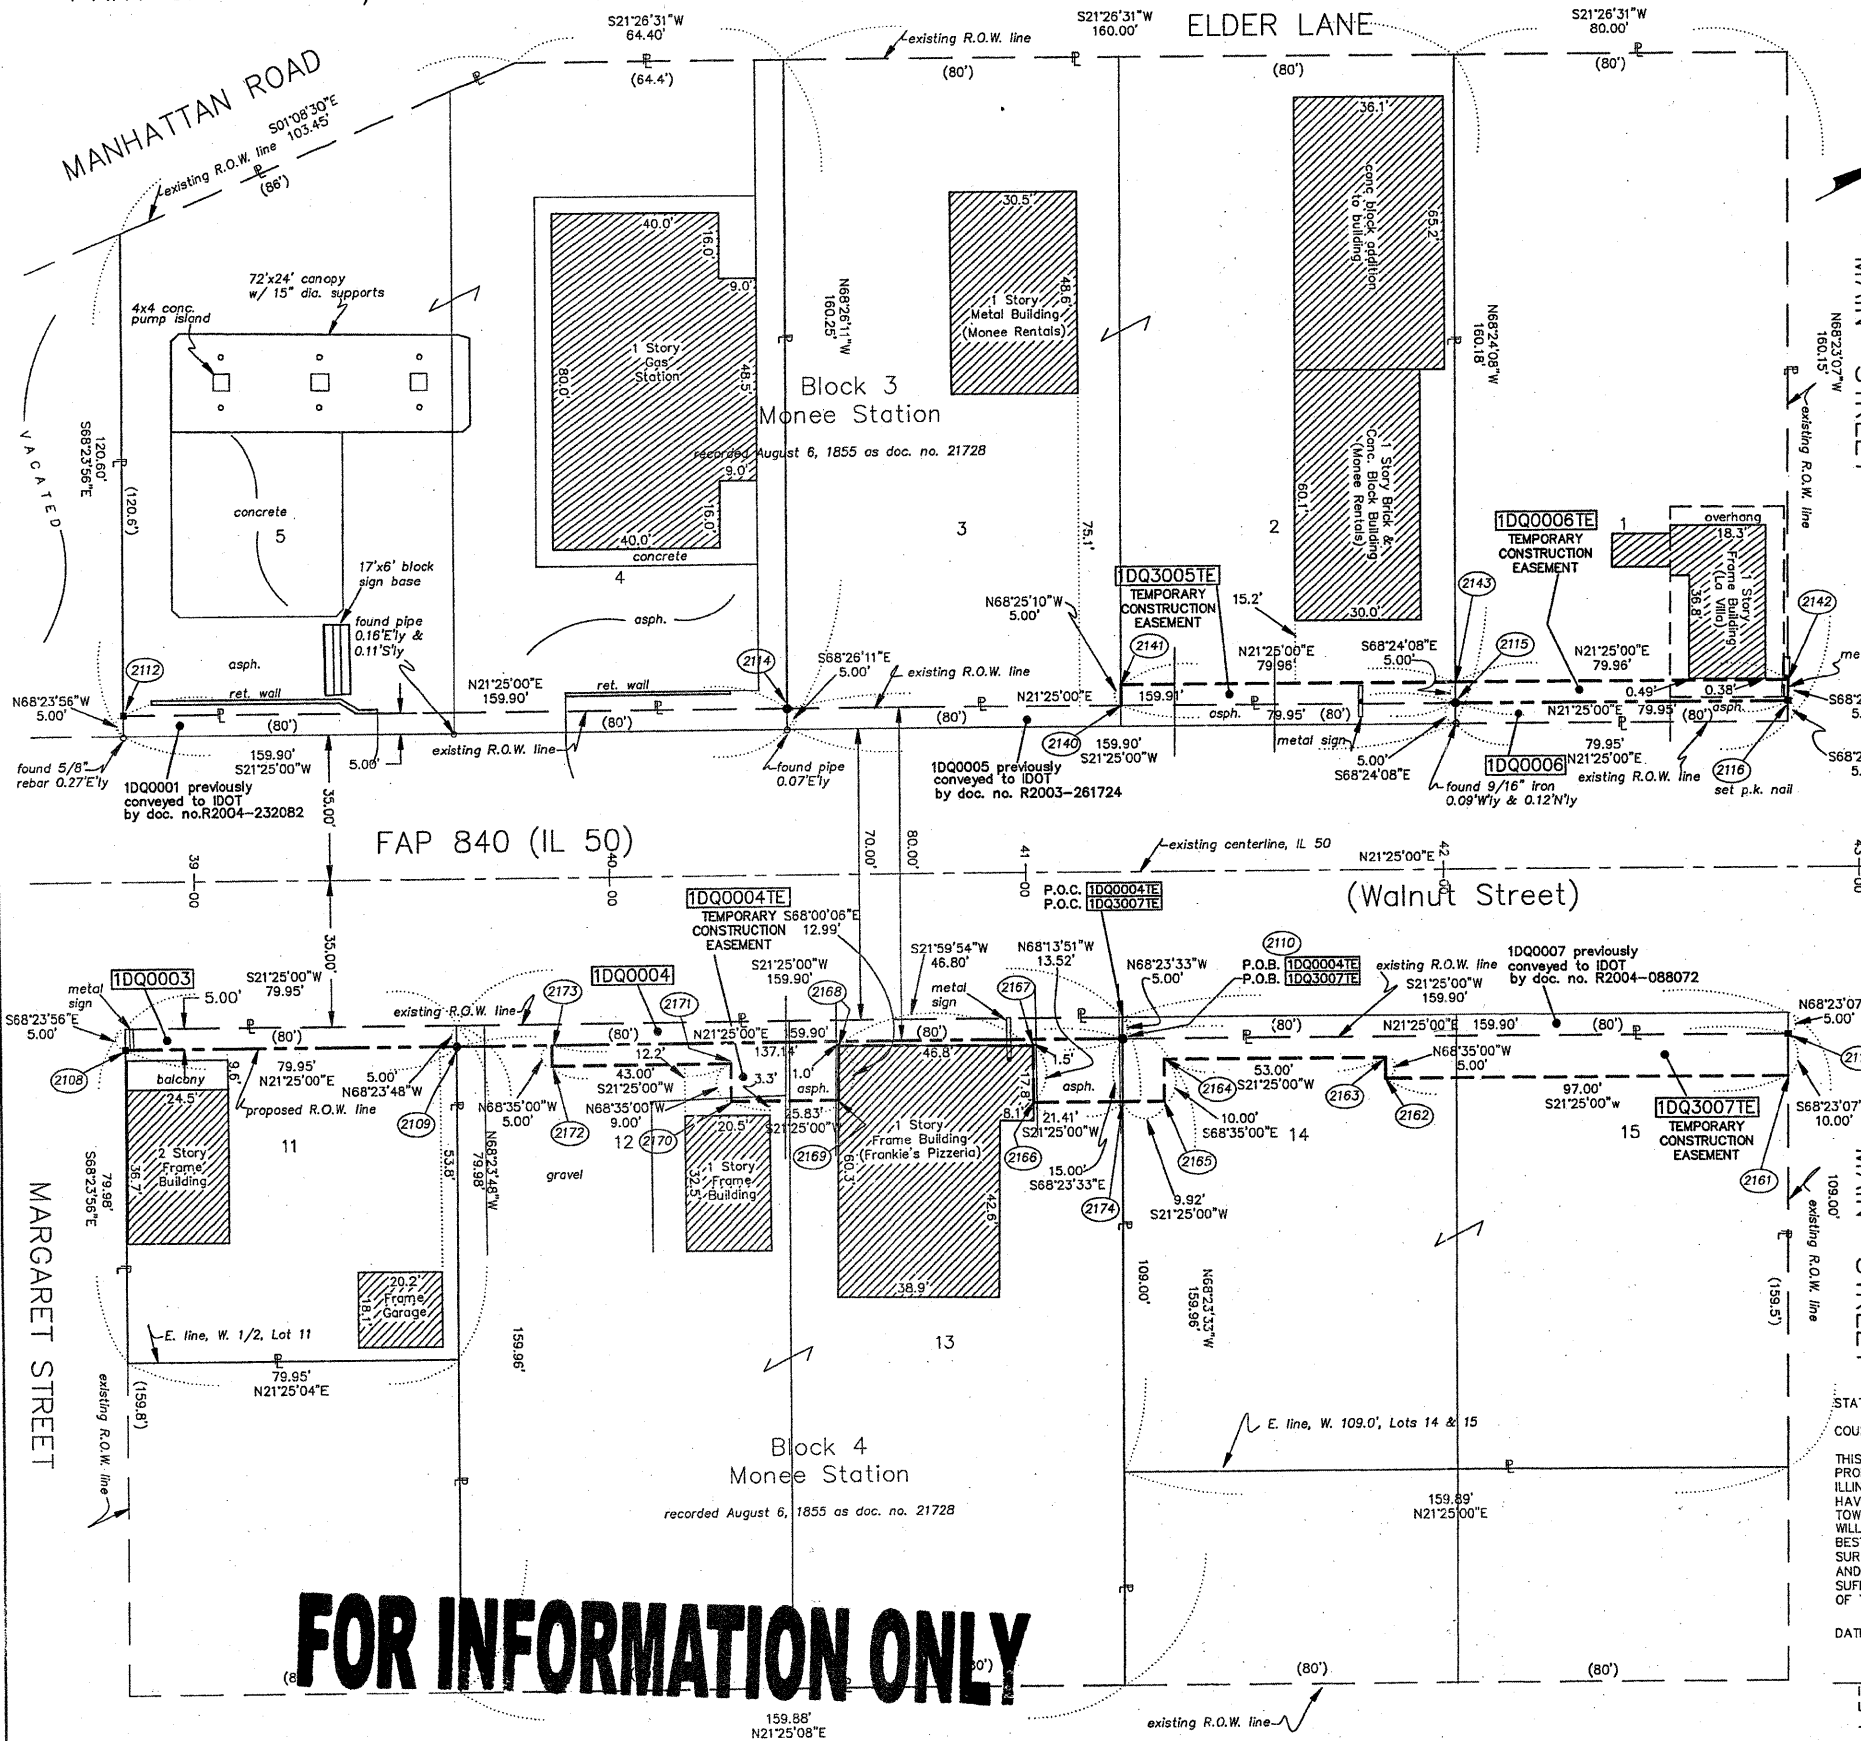 S21°26'31"W
64.40'
S21°26'31"W
160.00'
ELDER LANE
S21°26'31"W
80.00'
existing R.O.W. line
(64.4')
(80')
(80')
(80')
MANHATTAN ROAD
S01°08'30"E
103.45'
existing R.O.W. line
(86')
72'x24' canopy
w/ 15" dia. supports
4x4 conc.
pump island
VACATED
120.60'
S68°23'56"E
(120.6')
concrete
5
17'x6' block
sign base
found pipe
0.16'E'ly &
0.11'S'ly
40.0'
16.0'
9.0'
1 Story
Gas
Station
80.0'
48.5'
9.0'
16.0'
40.0'
concrete
4
asph.
N68°26'11"W
160.25'
Block 3
Monee Station
recorded August 6, 1855 as doc. no. 21728
30.5'
48.6'
1 Story
Metal Building
(Monee Rentals)
3
75.1'
36.1'
conc. block addition
to building
65.2'
1 Story Brick &
Conc. Block Building
(Monee Rentals)
60.1'
30.0'
2
15.2'
N68°24'08"W
160.18'
N68°23'07"W
160.15'
existing R.O.W. line
MAIN STREET
1DQ0006TE
TEMPORARY
CONSTRUCTION
EASEMENT
1
overhang
18.3'
1 Story
Frame Building
(La Villa)
36.8'
2143
2142
2115
1DQ3005TE
TEMPORARY
CONSTRUCTION
EASEMENT
N68°25'10"W
5.00'
2141
N21°25'00"E
79.96'
S68°24'08"E
5.00'
N21°25'00"E
79.96'
0.49'
0.38'
asph.
2112
asph.
ret. wall
N68°23'56"W
5.00'
N21°25'00"E
159.90'
ret. wall
2114
S68°26'11"E
5.00'
existing R.O.W. line
N21°25'00"E
159.91'
asph.
79.95'
(80')
N21°25'00"E
79.95'
(80')
(80')
(80')
(80')
existing R.O.W. line
5.00'
159.90'
S21°25'00"W
found 5/8"
rebar 0.27'E'ly
1DQ0001 previously
conveyed to IDOT
by doc. no.R2004-232082
found pipe
0.07'E'ly
2140
159.90'
S21°25'00"W
1DQ0005 previously
conveyed to IDOT
by doc. no. R2003-261724
metal sign
5.00'
S68°24'08"E
1DQ0006
79.95'
N21°25'00"E
existing R.O.W. line
2116
set p.k. nail
found 9/16" iron
0.09'W'ly & 0.12'N'ly
35.00'
70.00'
80.00'
FAP 840 (IL 50)
existing centerline, IL 50
N21°25'00"E
39+00
40+00
41+00
42
43+00
(Walnut Street)
35.00'
1DQ0004TE
TEMPORARY
CONSTRUCTION
EASEMENT
S68°00'06"E
12.99'
P.O.C. 1DQ0004TE
P.O.C. 1DQ3007TE
1DQ0003
metal
sign
S21°25'00"W
79.95'
5.00'
S68°23'56"E
5.00'
existing R.O.W. line
2173
1DQ0004
2171
S21°25'00"W
159.90'
2168
S21°59'54"W
46.80'
N68°13'51"W
13.52'
metal
sign
2167
N68°23'33"W
5.00'
2110
P.O.B. 1DQ0004TE
P.O.B. 1DQ3007TE
existing R.O.W. line
S21°25'00"W
159.90'
1DQ0007 previously
conveyed to IDOT
by doc. no. R2004-088072
N68°23'07
5.00'
(80')
(80')
N21°25'00"E
159.90'
(80')
(80')
N21°25'00"E
159.90'
(80')
2108
balcony
9.6'
79.95'
N21°25'00"E
5.00'
N68°23'48"W
proposed R.O.W. line
2109
24.5'
2 Story
Frame
Building
36.7'
11
53.8'
N68°23'48"W
79.98'
N68°35'00"W
5.00'
2172
12.2'
43.00'
S21°25'00"W
N68°35'00"W
9.00'
12
2170
gravel
3.3'
137.14'
1.0'
asph.
25.83'
S21°25'00"W
2169
20.5'
1 Story
Frame
Building
32.5'
46.8'
1 Story
Frame Building
(Frankie's Pizzeria)
60.3'
38.9'
42.6'
17.8'
8.1'
1.5'
asph.
21.41'
S21°25'00"W
2166
15.00'
S68°23'33"E
2174
2164
53.00'
S21°25'00"W
10.00'
S68°35'00"E
14
2165
9.92'
S21°25'00"W
N68°35'00"W
5.00'
2163
2162
97.00'
S21°25'00"w
15
1DQ3007TE
TEMPORARY
CONSTRUCTION
EASEMENT
S68°23'07"
10.00'
2161
109.00'
existing R.O.W. line
(159.5')
MAIN STREET
79.98'
S68°23'56"E
MARGARET STREET
20.2'
Frame
Garage
18.1'
E. line, W. 1/2, Lot 11
79.95'
N21°25'04"E
(159.8')
existing R.O.W. line
159.96'
13
109.00'
N68°23'33"W
159.96'
E. line, W. 109.0', Lots 14 & 15
159.89'
N21°25'00"E
Block 4
Monee Station
recorded August 6, 1855 as doc. no. 21728
FOR INFORMATION ONLY
(80')
(80')
159.88'
N21°25'08"E
existing R.O.W. line